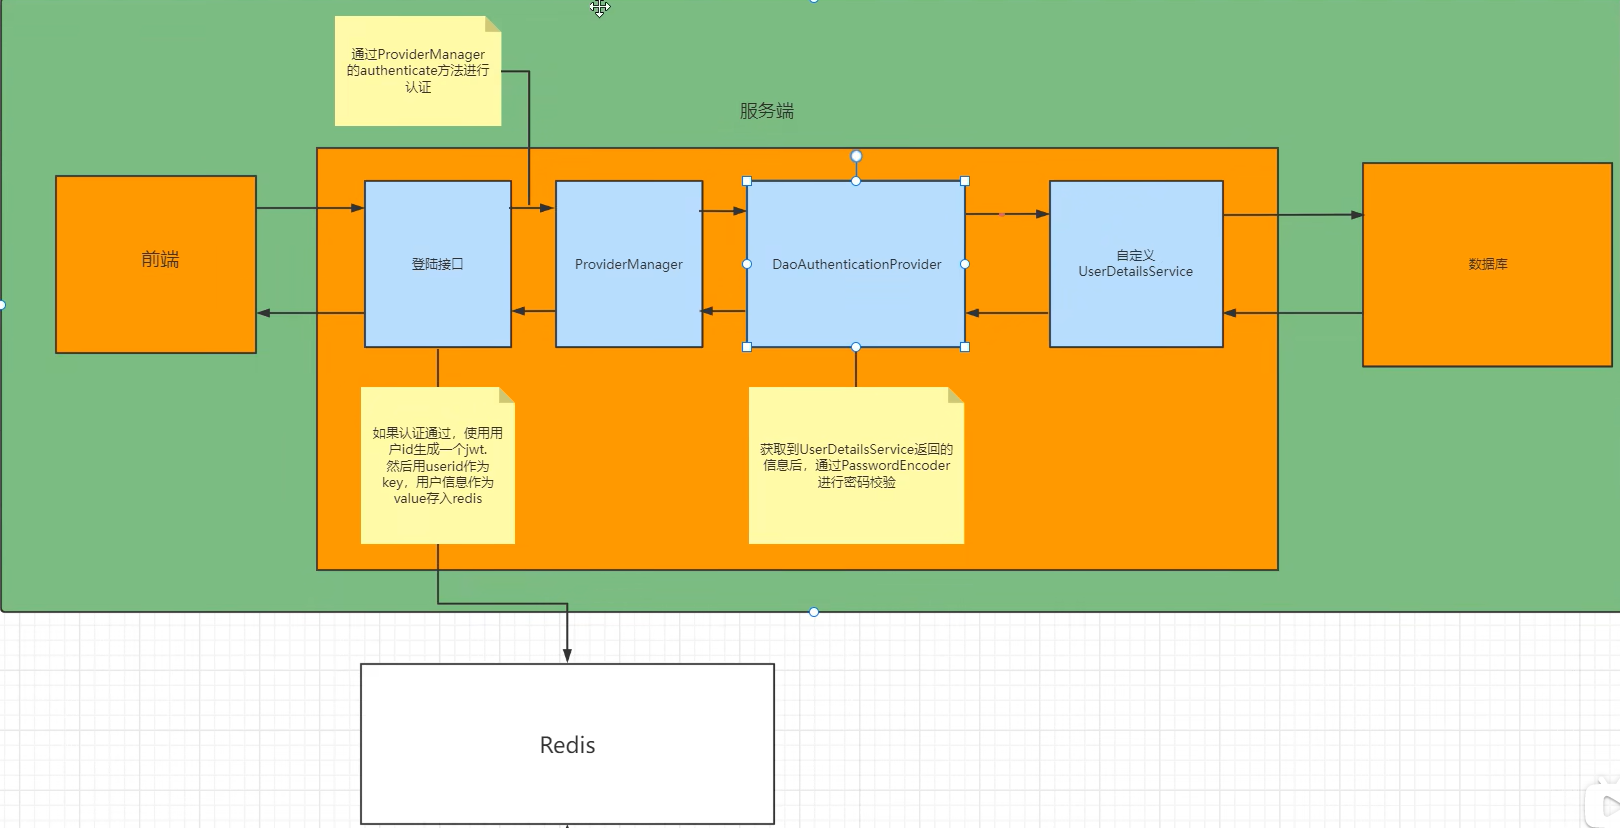 通过ProviderManager
的authenticate方法进行
认证
服务端
前端
登陆接口
ProviderManager
DaoAuthenticationProvider
自定义
UserDetailsService
数据库
如果认证通过，使用用
户id生成一个jwt.
然后用userid作为
key，用户信息作为
value存入redis
获取到UserDetailsService返回的
信息后，通过PasswordEncoder
进行密码校验
Redis